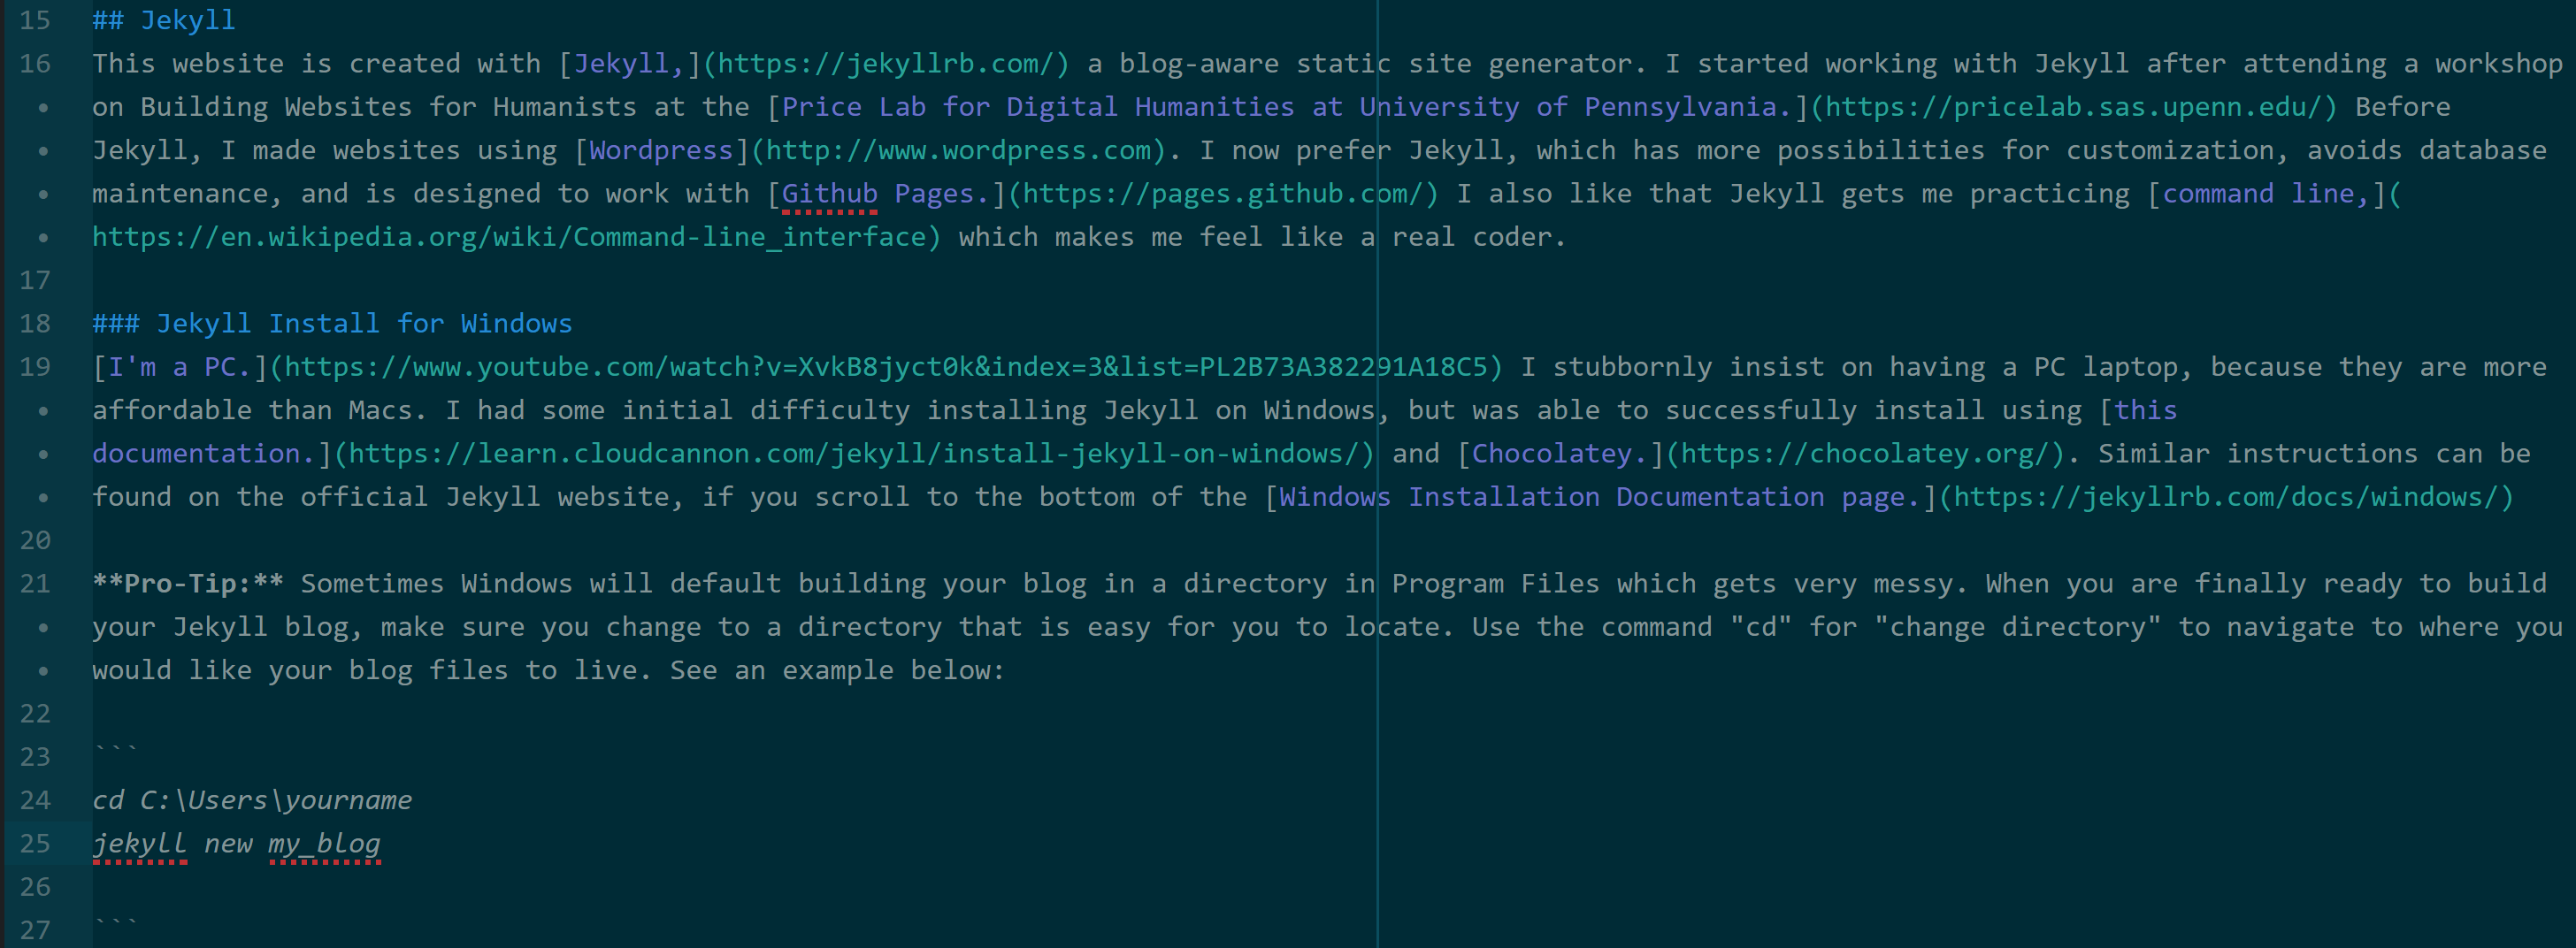 15 ## Jekyll
16 This website is created with [Jekyll,](https://jekyllrb.com/) a blog-aware static site generator. I started working with Jekyll after attending a workshop
• on Building Websites for Humanists at the [Price Lab for Digital Humanities at University of Pennsylvania.](https://pricelab.sas.upenn.edu/) Before
• Jekyll, I made websites using [Wordpress](http://www.wordpress.com). I now prefer Jekyll, which has more possibilities for customization, avoids database
• maintenance, and is designed to work with [Github Pages.](https://pages.github.com/) I also like that Jekyll gets me practicing [command line,](
• https://en.wikipedia.org/wiki/Command-line_interface) which makes me feel like a real coder.
17
18 ### Jekyll Install for Windows
19 [I'm a PC.](https://www.youtube.com/watch?v=XvkB8jyct0k&index=3&list=PL2B73A382291A18C5) I stubbornly insist on having a PC laptop, because they are more
• affordable than Macs. I had some initial difficulty installing Jekyll on Windows, but was able to successfully install using [this
• documentation.](https://learn.cloudcannon.com/jekyll/install-jekyll-on-windows/) and [Chocolatey.](https://chocolatey.org/). Similar instructions can be
• found on the official Jekyll website, if you scroll to the bottom of the [Windows Installation Documentation page.](https://jekyllrb.com/docs/windows/)
20
21 **Pro-Tip:** Sometimes Windows will default building your blog in a directory in Program Files which gets very messy. When you are finally ready to build
• your Jekyll blog, make sure you change to a directory that is easy for you to locate. Use the command "cd" for "change directory" to navigate to where you
• would like your blog files to live. See an example below:
22
23 ```
24 cd C:\Users\yourname
25 jekyll new my_blog
26
27 ```